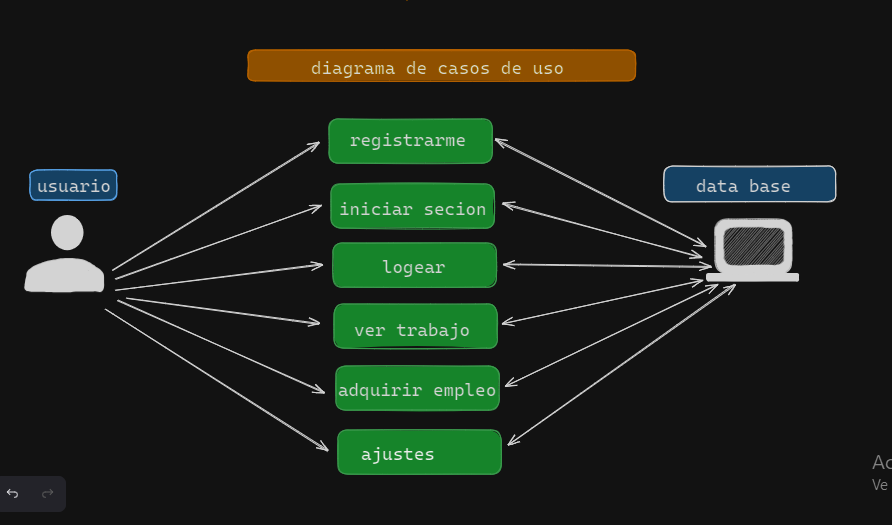 diagrama de casos de uso
registrarme
usuario
data base
iniciar secion
logear
ver trabajo
adquirir empleo
ajustes
Ac
Ve